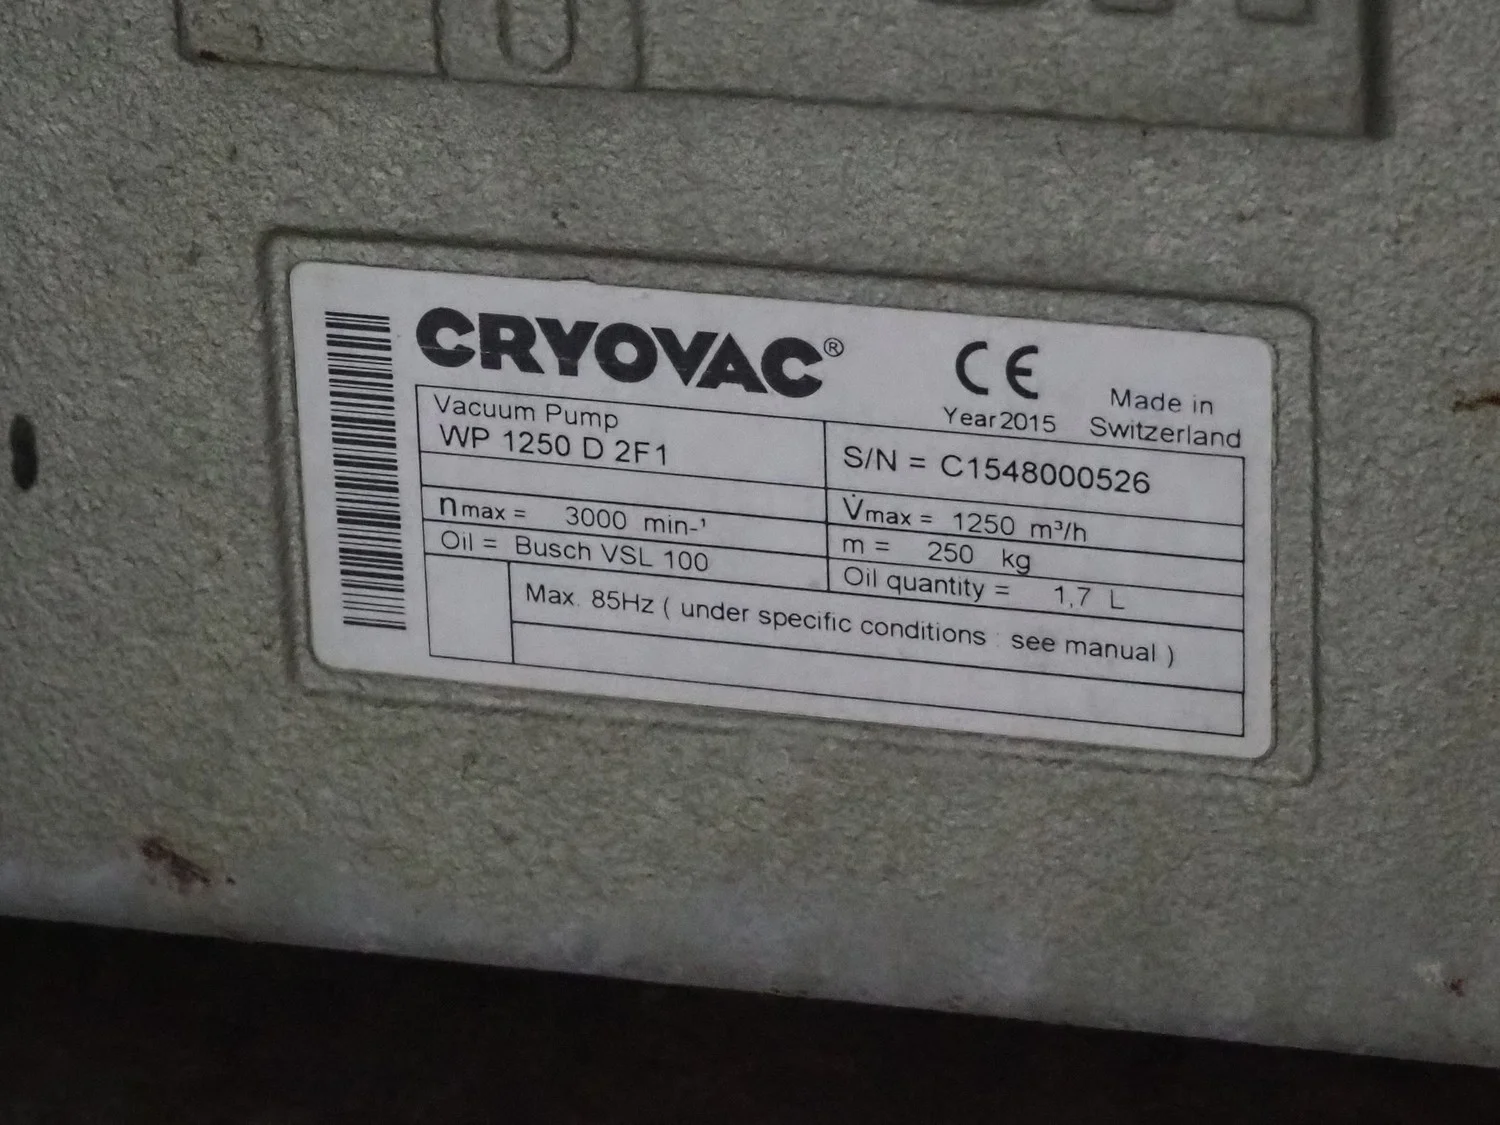 CRYOVAC®
CE
Year 2015
Made in
Switzerland
Vacuum Pump
WP 1250 D 2F1
S/N = C1548000526
nmax = 3000 min-¹
V̇max = 1250 m³/h
m = 250 kg
Oil = Busch VSL 100
Oil quantity = 1,7 L
Max. 85Hz ( under specific conditions : see manual )